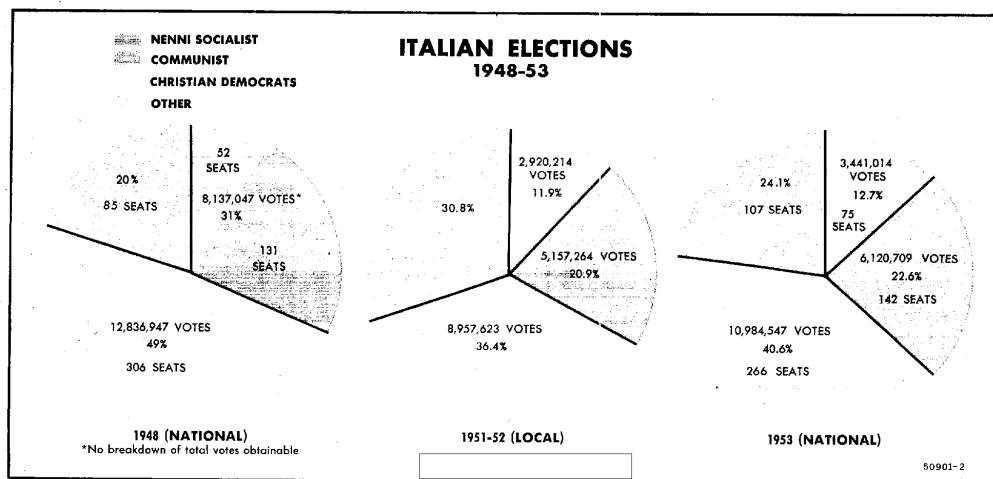 ITALIAN ELECTIONS
1948-53
NENNI SOCIALIST
COMMUNIST
CHRISTIAN DEMOCRATS
OTHER
20%
85 SEATS
52
SEATS
8,137,047 VOTES*
31%
131
SEATS
12,836,947 VOTES
49%
306 SEATS
1948 (NATIONAL)
*No breakdown of total votes obtainable
30.8%
2,920,214
VOTES
11.9%
5,157,264 VOTES
20.9%
8,957,623 VOTES
36.4%
1951-52 (LOCAL)
24.1%
107 SEATS
3,441,014
VOTES
12.7%
75
SEATS
6,120,709 VOTES
22.6%
142 SEATS
10,984,547 VOTES
40.6%
266 SEATS
1953 (NATIONAL)
50901-2